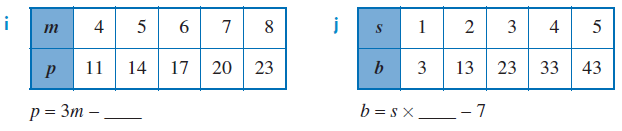 i
m 4 5 6 7 8
p 11 14 17 20 23
p = 3m – ____
j
s 1 2 3 4 5
b 3 13 23 33 43
b = s × ____ – 7